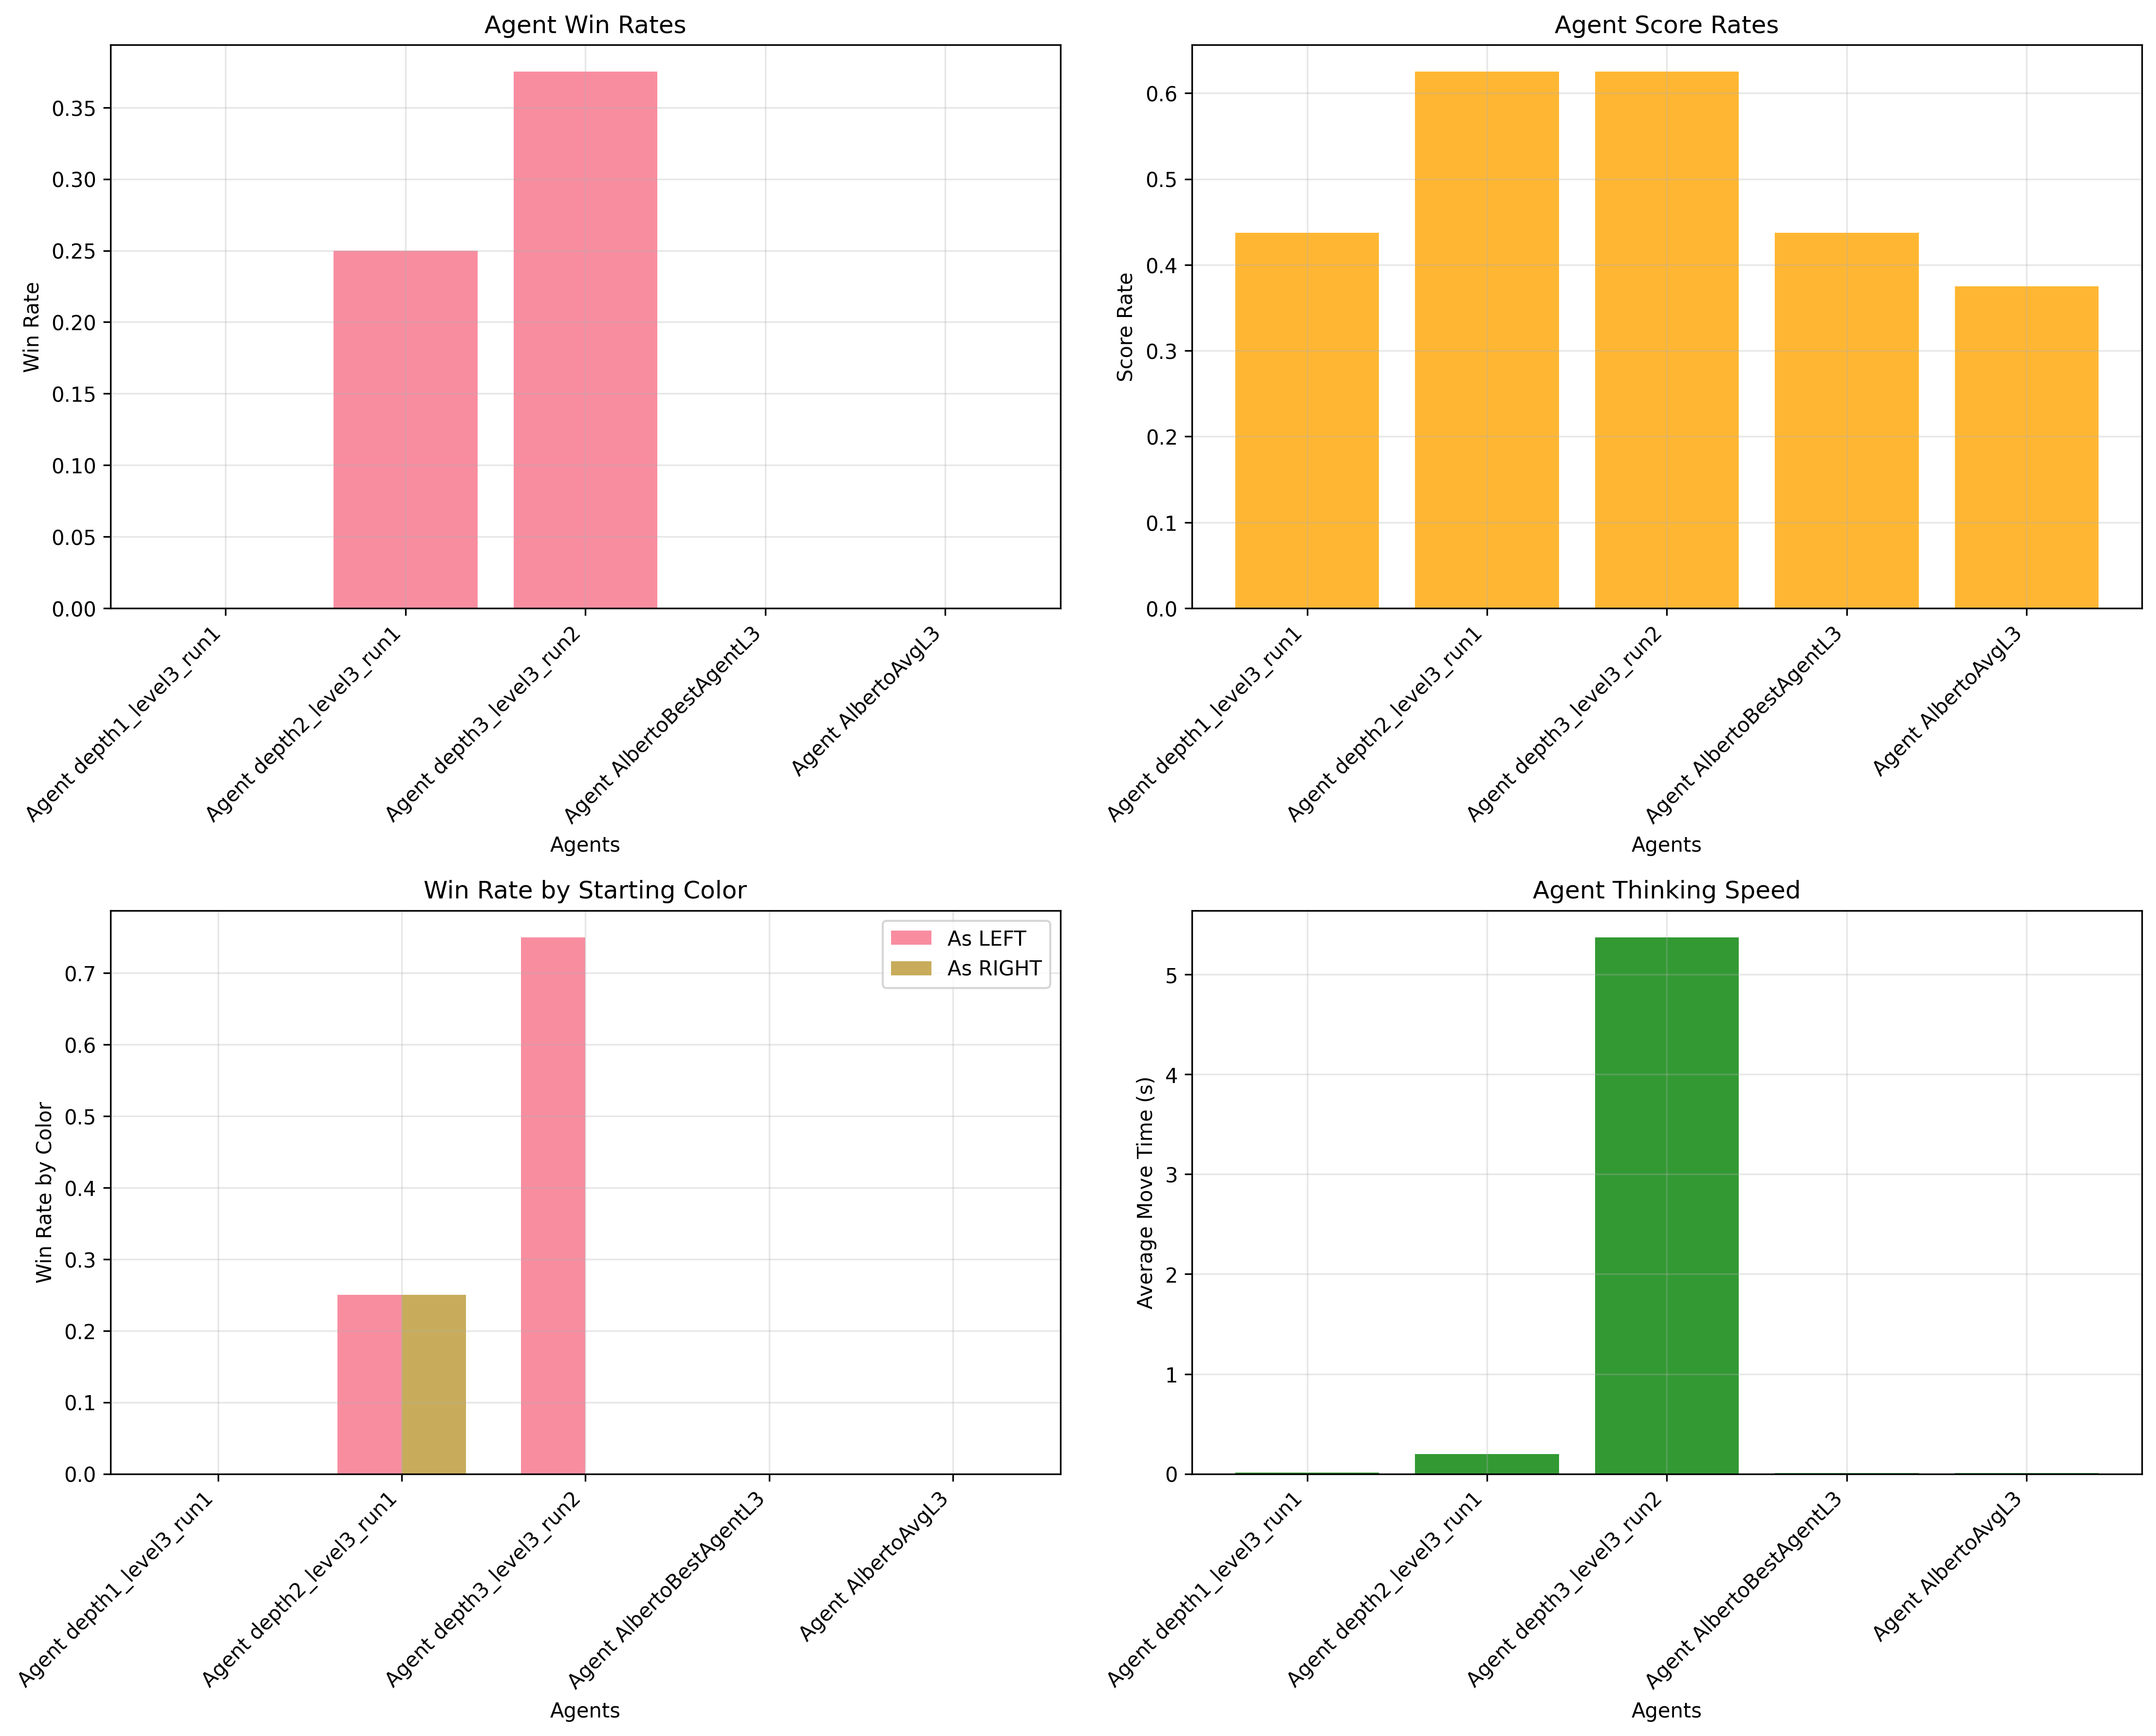 Agent Win Rates
Win Rate
0.35
0.30
0.25
0.20
0.15
0.10
0.05
0.00
Agent depth1_level3_run1
Agent depth2_level3_run1
Agent depth3_level3_run2
Agent AlbertoBestAgentL3
Agent AlbertoAvgL3
Agents
Agent Score Rates
Score Rate
0.6
0.5
0.4
0.3
0.2
0.1
0.0
Agent depth1_level3_run1
Agent depth2_level3_run1
Agent depth3_level3_run2
Agent AlbertoBestAgentL3
Agent AlbertoAvgL3
Agents
Win Rate by Starting Color
Win Rate by Color
As LEFT
As RIGHT
0.7
0.6
0.5
0.4
0.3
0.2
0.1
0.0
Agent depth1_level3_run1
Agent depth2_level3_run1
Agent depth3_level3_run2
Agent AlbertoBestAgentL3
Agent AlbertoAvgL3
Agents
Agent Thinking Speed
Average Move Time (s)
5
4
3
2
1
0
Agent depth1_level3_run1
Agent depth2_level3_run1
Agent depth3_level3_run2
Agent AlbertoBestAgentL3
Agent AlbertoAvgL3
Agents